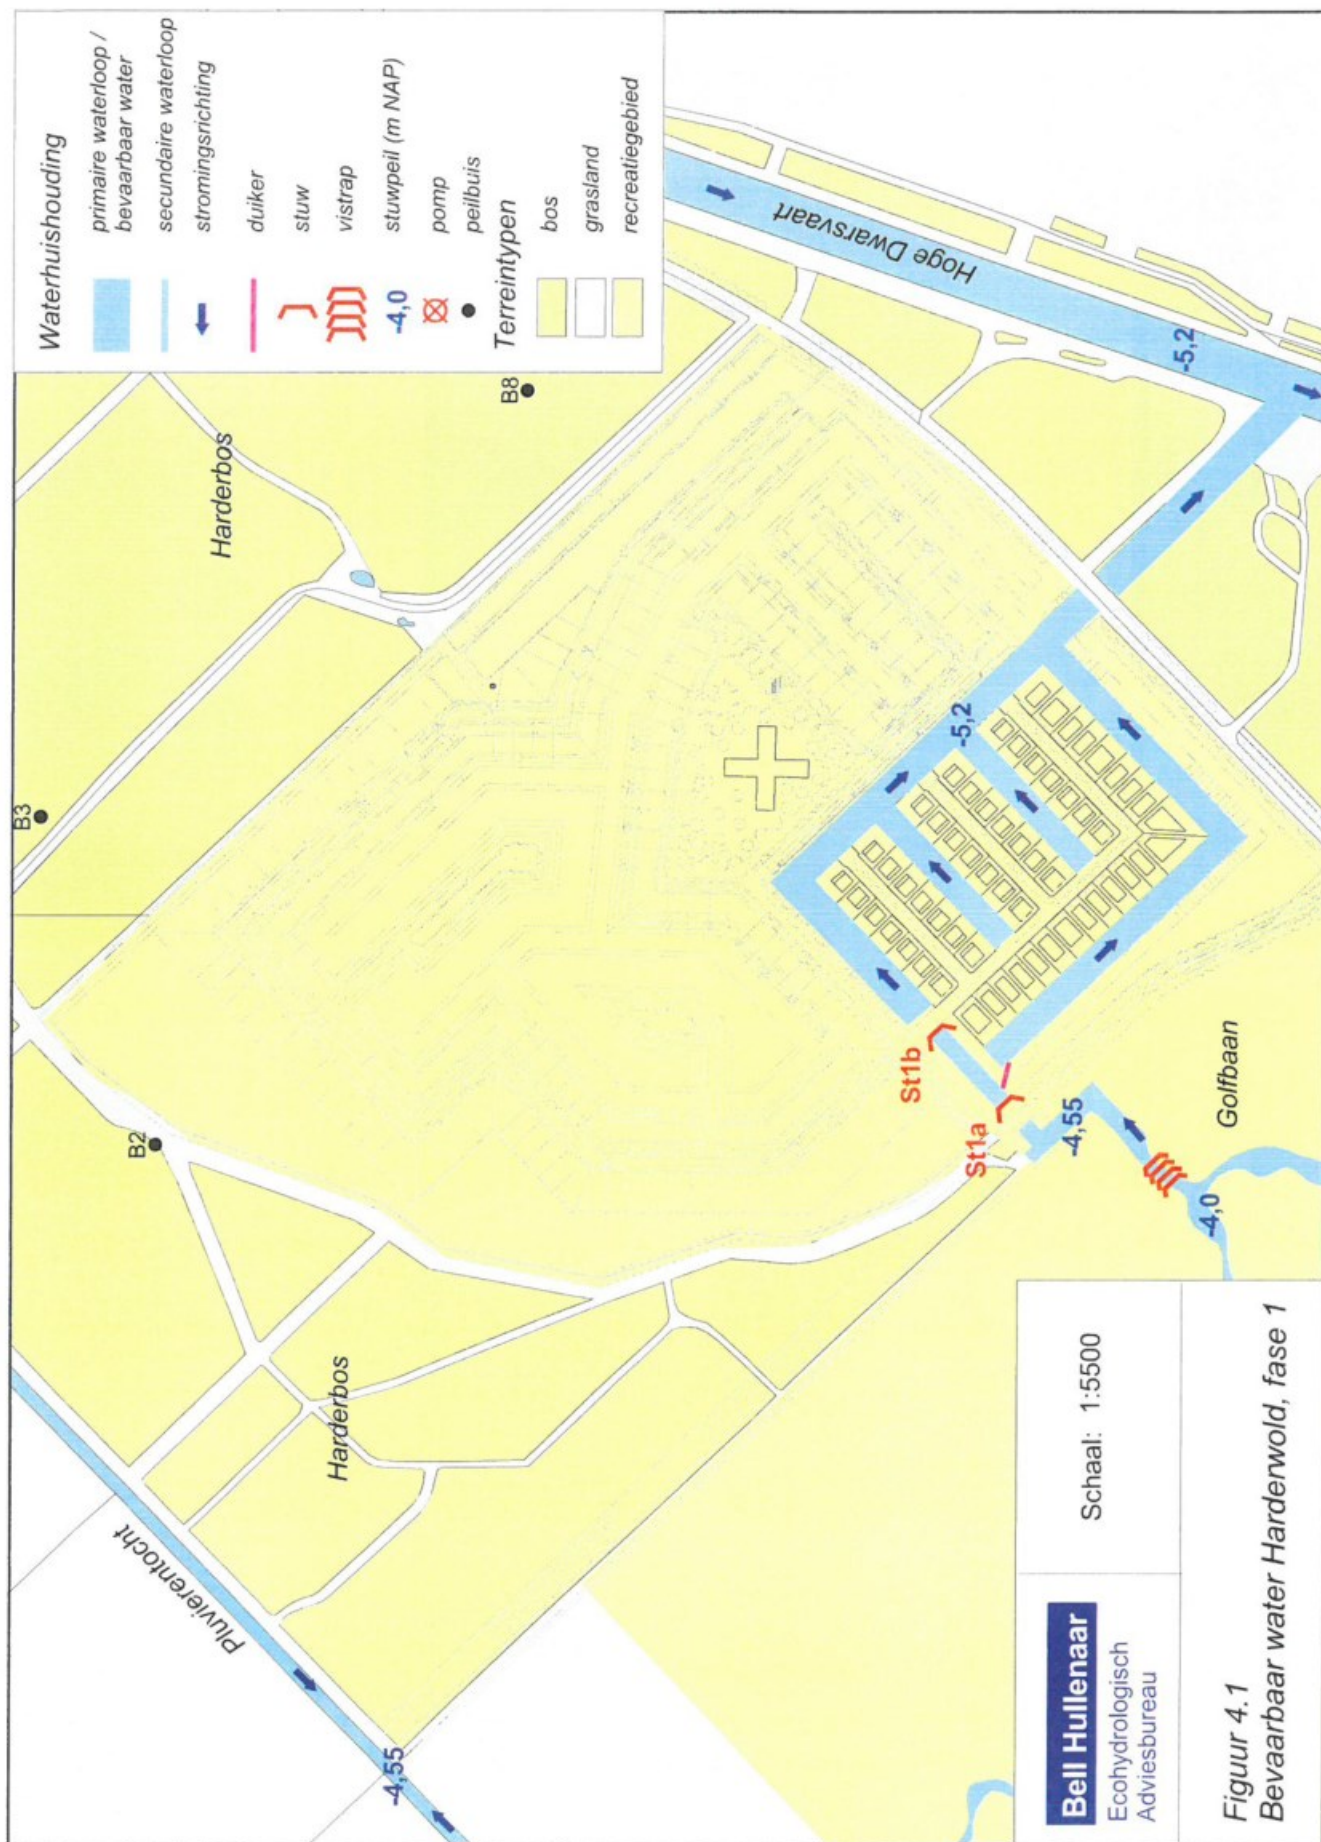 Waterhuishouding
primaire waterloop /
bevaarbaar water
secundaire waterloop
stromingsrichting
duiker
stuw
vistrap
-4,0
stuwpeil (m NAP)
pomp
peilbuis
Terreintypen
bos
grasland
recreatiegebied
B3
Harderbos
B8
B2
Harderbos
Hoge Dwarsvaart
-5,2
-5,2
Pluvierentocht
-4,55
St1b
St1a
-4,55
-4,0
Golfbaan
Bell Hullenaar
Ecohydrologisch
Adviesbureau
Schaal: 1:5500
Figuur 4.1
Bevaarbaar water Harderwold, fase 1